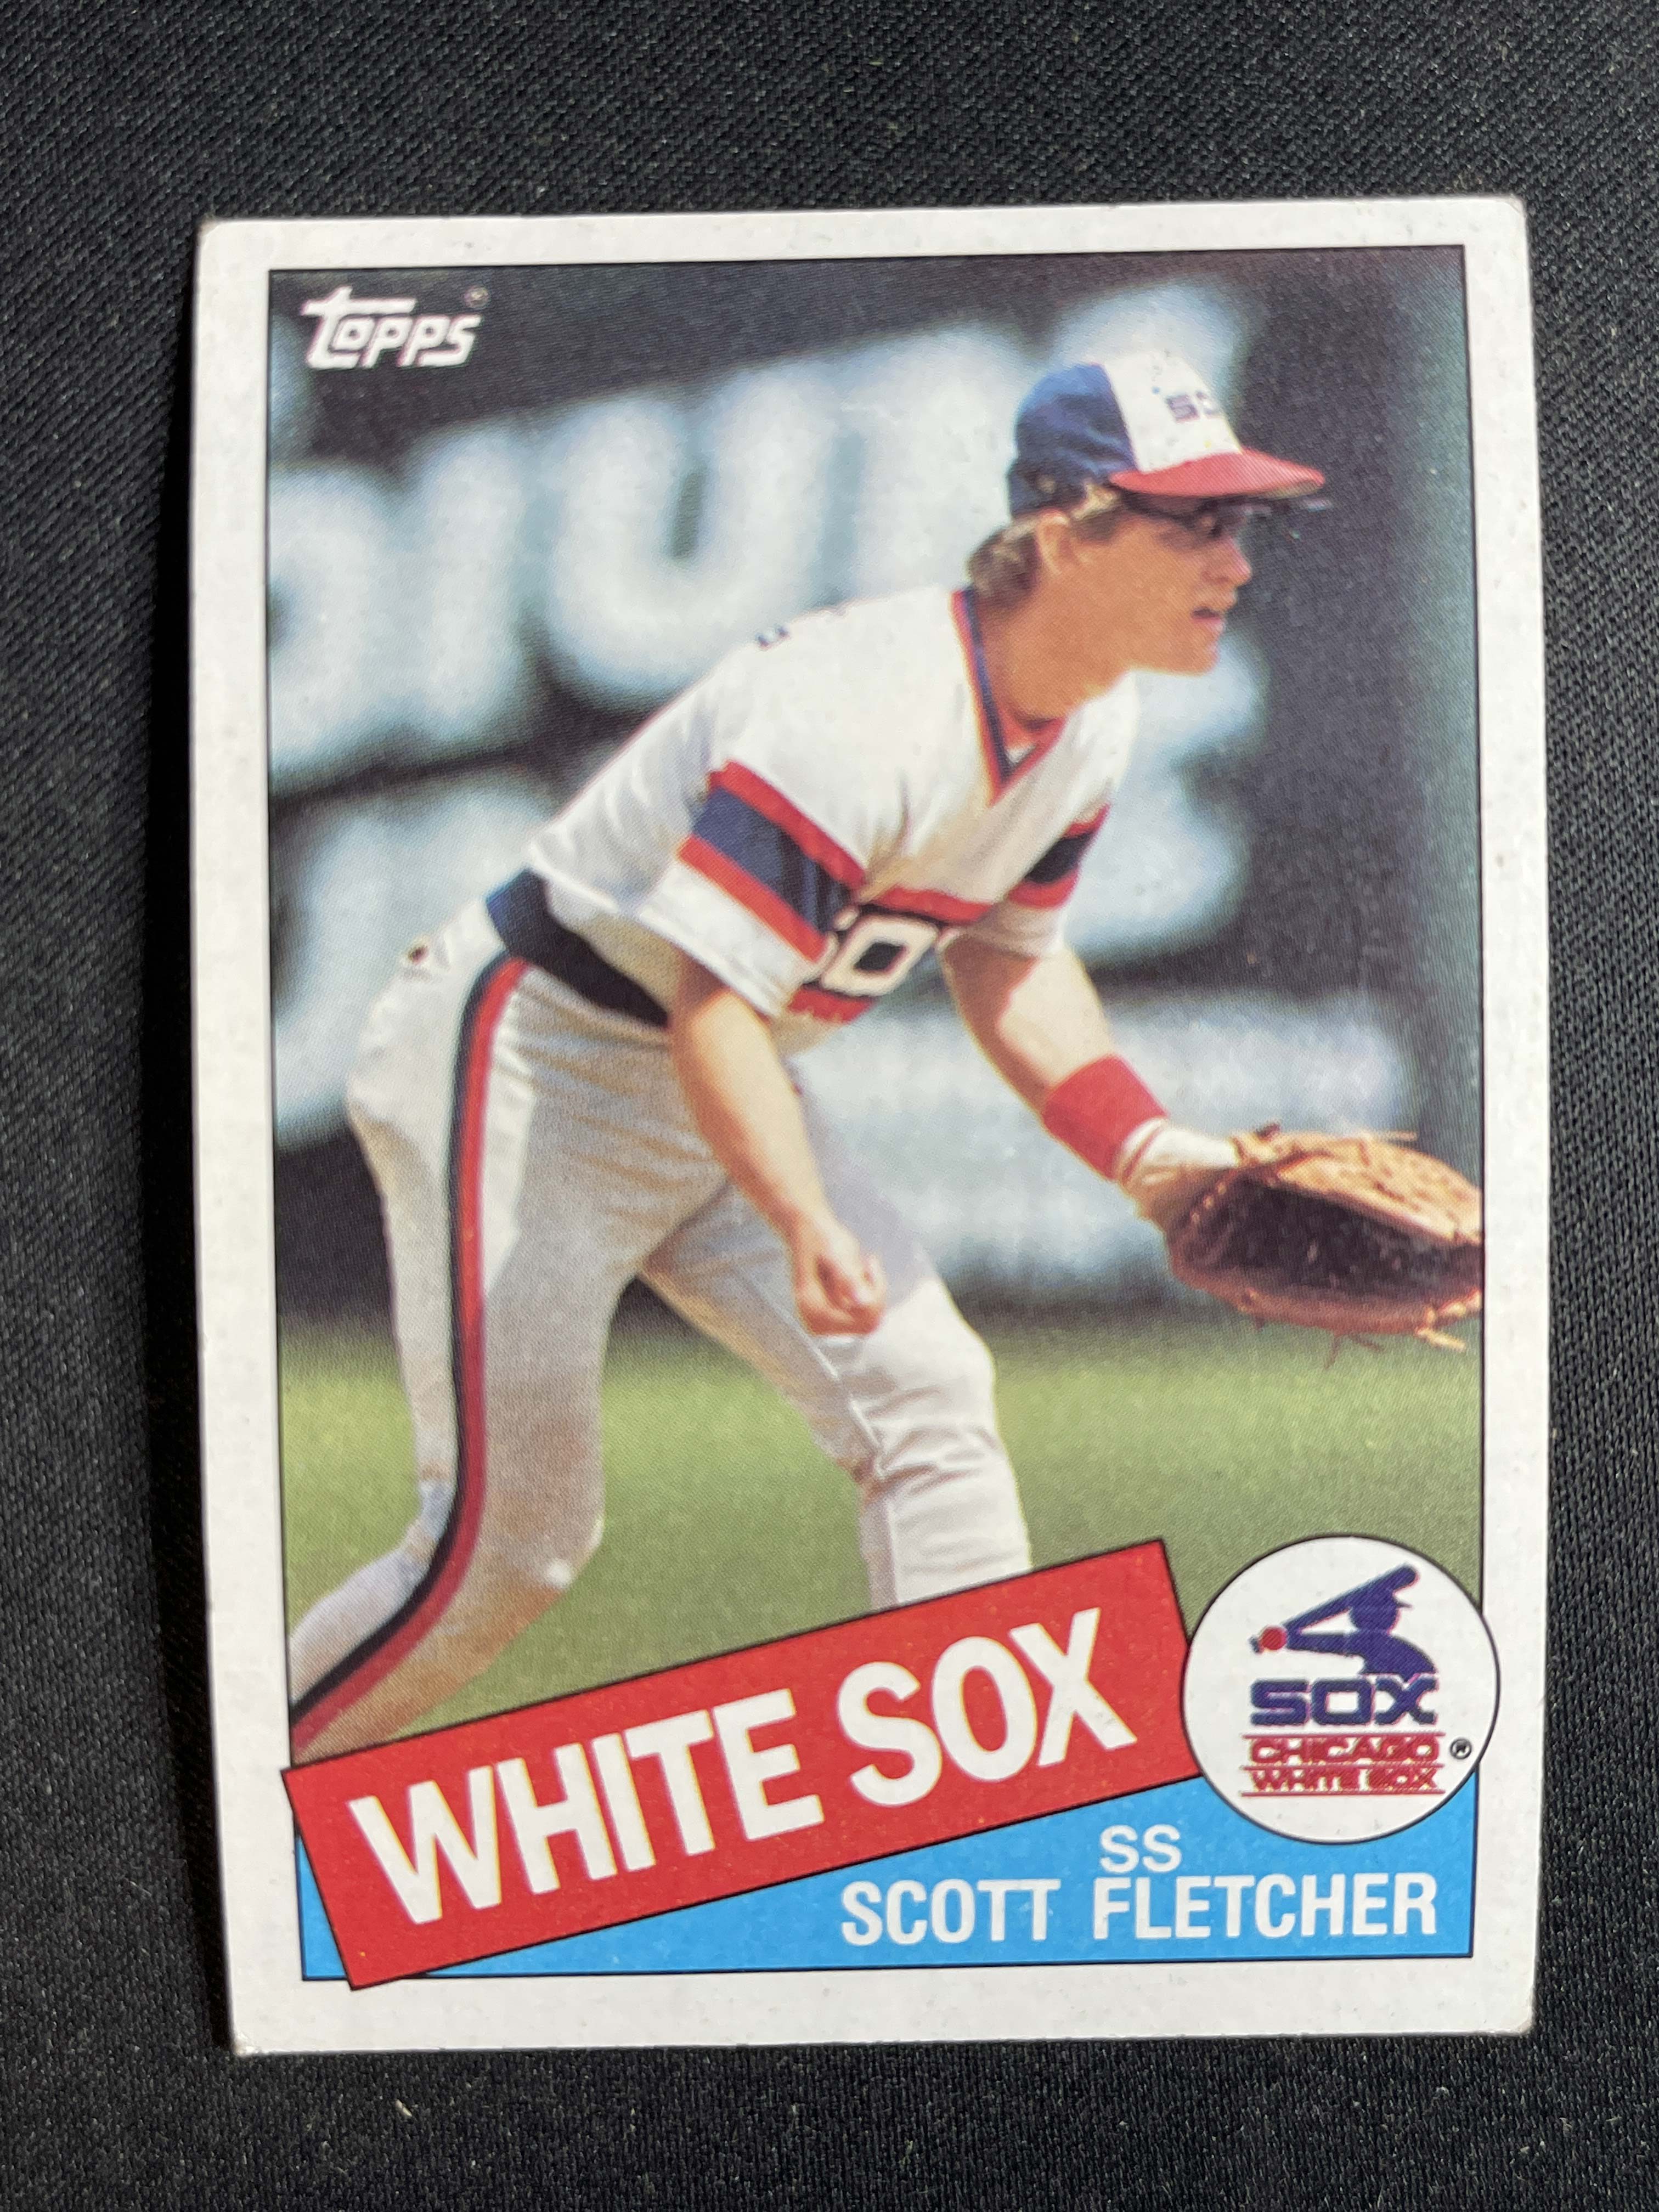 Topps
WHITE SOX
SOX
CHICAGO
WHITE SOX
®
SS
SCOTT FLETCHER